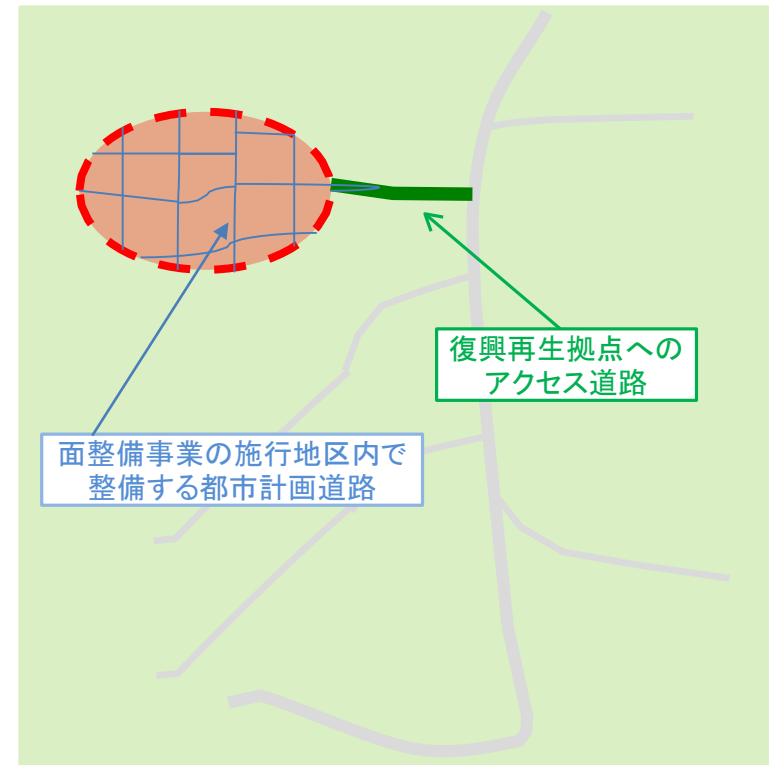 復興再生拠点への
アクセス道路
面整備事業の施行地区内で
整備する都市計画道路